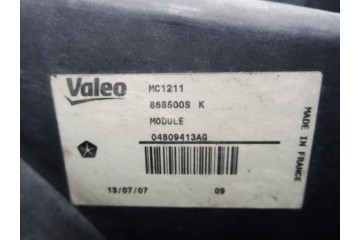 Valeo
MC1211
868500S K
MODULE
04809413AG
13/07/07
09
MADE IN FRANCE